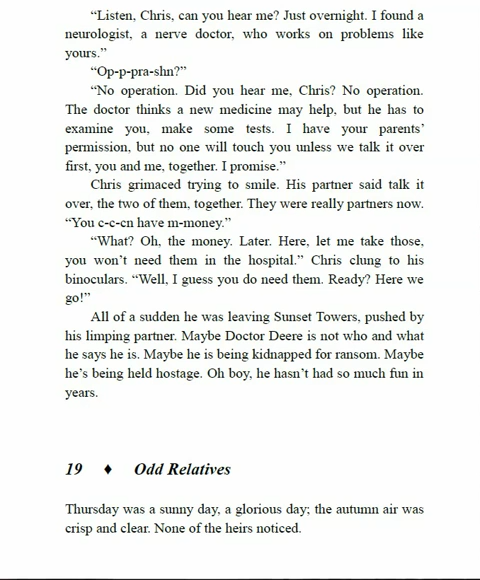 “Listen, Chris, can you hear me? Just overnight. I found a
neurologist, a nerve doctor, who works on problems like
yours.”
“Op-p-pra-shn?”
“No operation. Did you hear me, Chris? No operation.
The doctor thinks a new medicine may help, but he has to
examine you, make some tests. I have your parents’
permission, but no one will touch you unless we talk it over
first, you and me, together. I promise.”
Chris grimaced trying to smile. His partner said talk it
over, the two of them, together. They were really partners now.
“You c-c-cn have m-money.”
“What? Oh, the money. Later. Here, let me take those,
you won’t need them in the hospital.” Chris clung to his
binoculars. “Well, I guess you do need them. Ready? Here we
go!”
All of a sudden he was leaving Sunset Towers, pushed by
his limping partner. Maybe Doctor Deere is not who and what
he says he is. Maybe he is being kidnapped for ransom. Maybe
he’s being held hostage. Oh boy, he hasn’t had so much fun in
years.
19 ♦ Odd Relatives
Thursday was a sunny day, a glorious day; the autumn air was
crisp and clear. None of the heirs noticed.